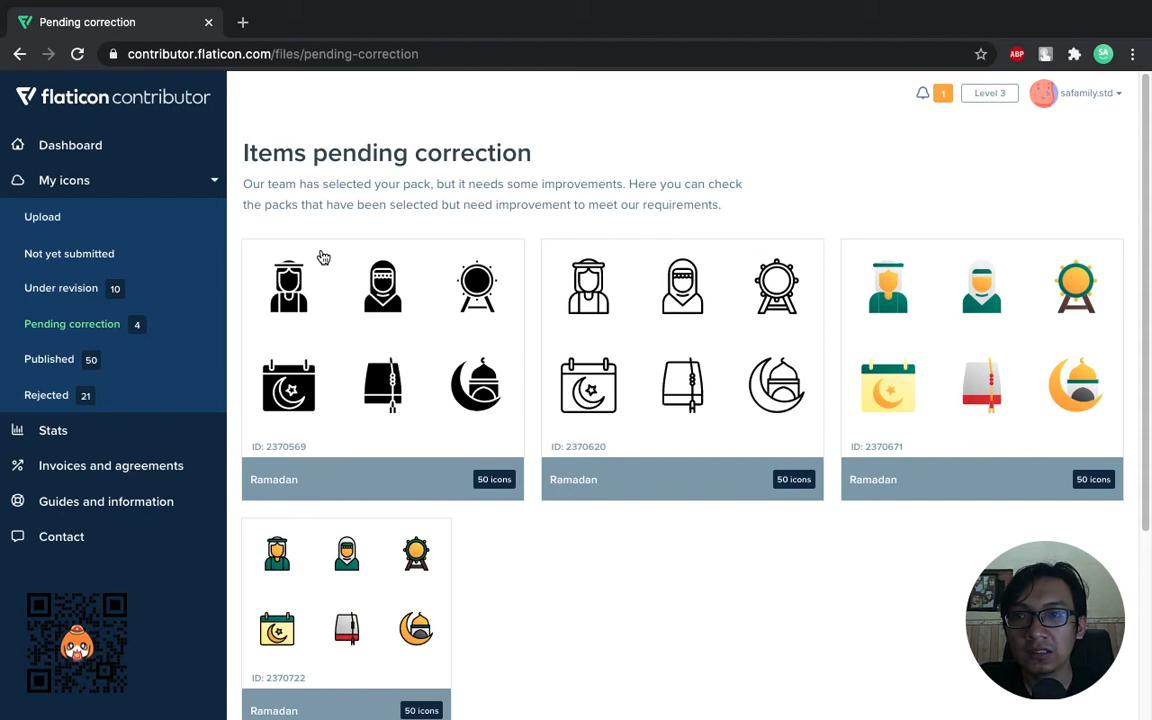 Pending correction
contributor.flaticon.com/files/pending-correction
ABP
SA
flaticon contributor
1
Level 3
safamily.std
Dashboard
My icons
Upload
Not yet submitted
Under revision 10
Pending correction 4
Published 50
Rejected 21
Stats
Invoices and agreements
Guides and information
Contact
Items pending correction
Our team has selected your pack, but it needs some improvements. Here you can check
the packs that have been selected but need improvement to meet our requirements.
ID: 2370569
Ramadan 50 icons
ID: 2370620
Ramadan 50 icons
ID: 2370671
Ramadan 50 icons
ID: 2370722
Ramadan 50 icons